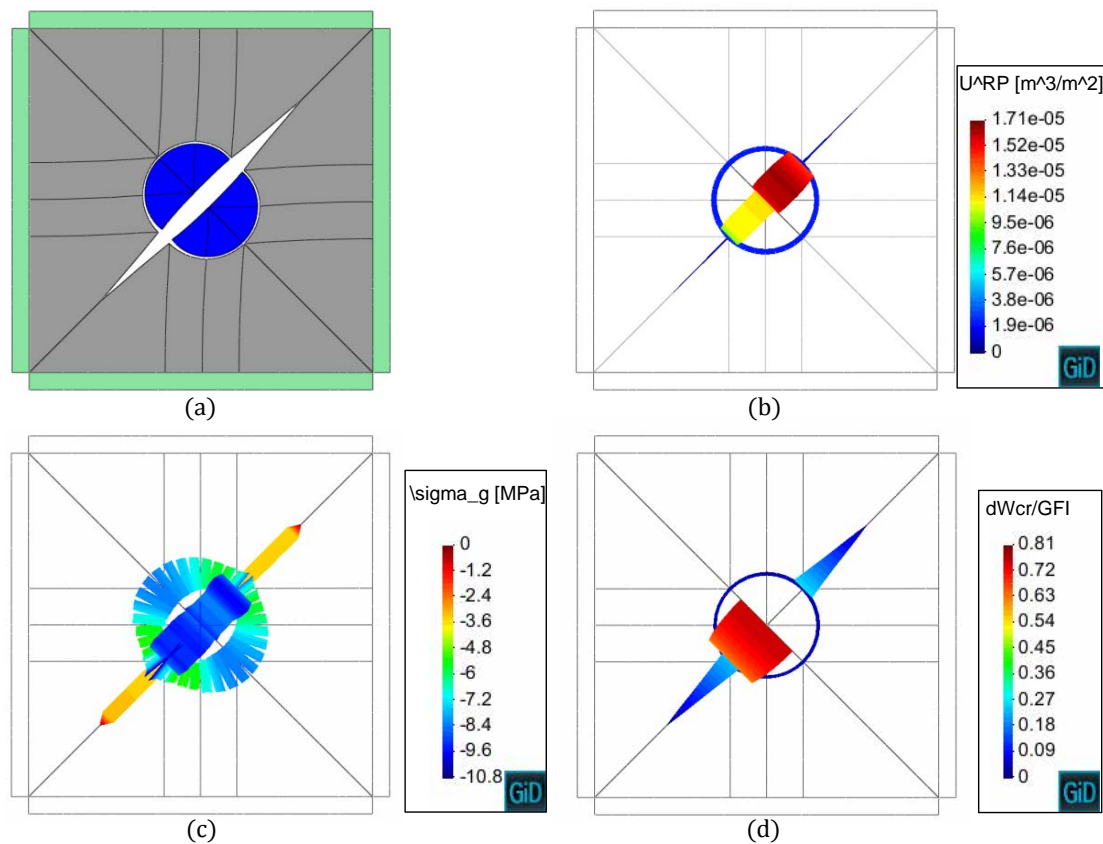 U^RP [m^3/m^2]
1.71e-05
1.52e-05
1.33e-05
1.14e-05
9.5e-06
7.6e-06
5.7e-06
3.8e-06
1.9e-06
0
GiD
(a)
(b)
\sigma_g [MPa]
0
-1.2
-2.4
-3.6
-4.8
-6
-7.2
-8.4
-9.6
-10.8
GiD
dWcr/GFI
0.81
0.72
0.63
0.54
0.45
0.36
0.27
0.18
0.09
0
GiD
(c)
(d)